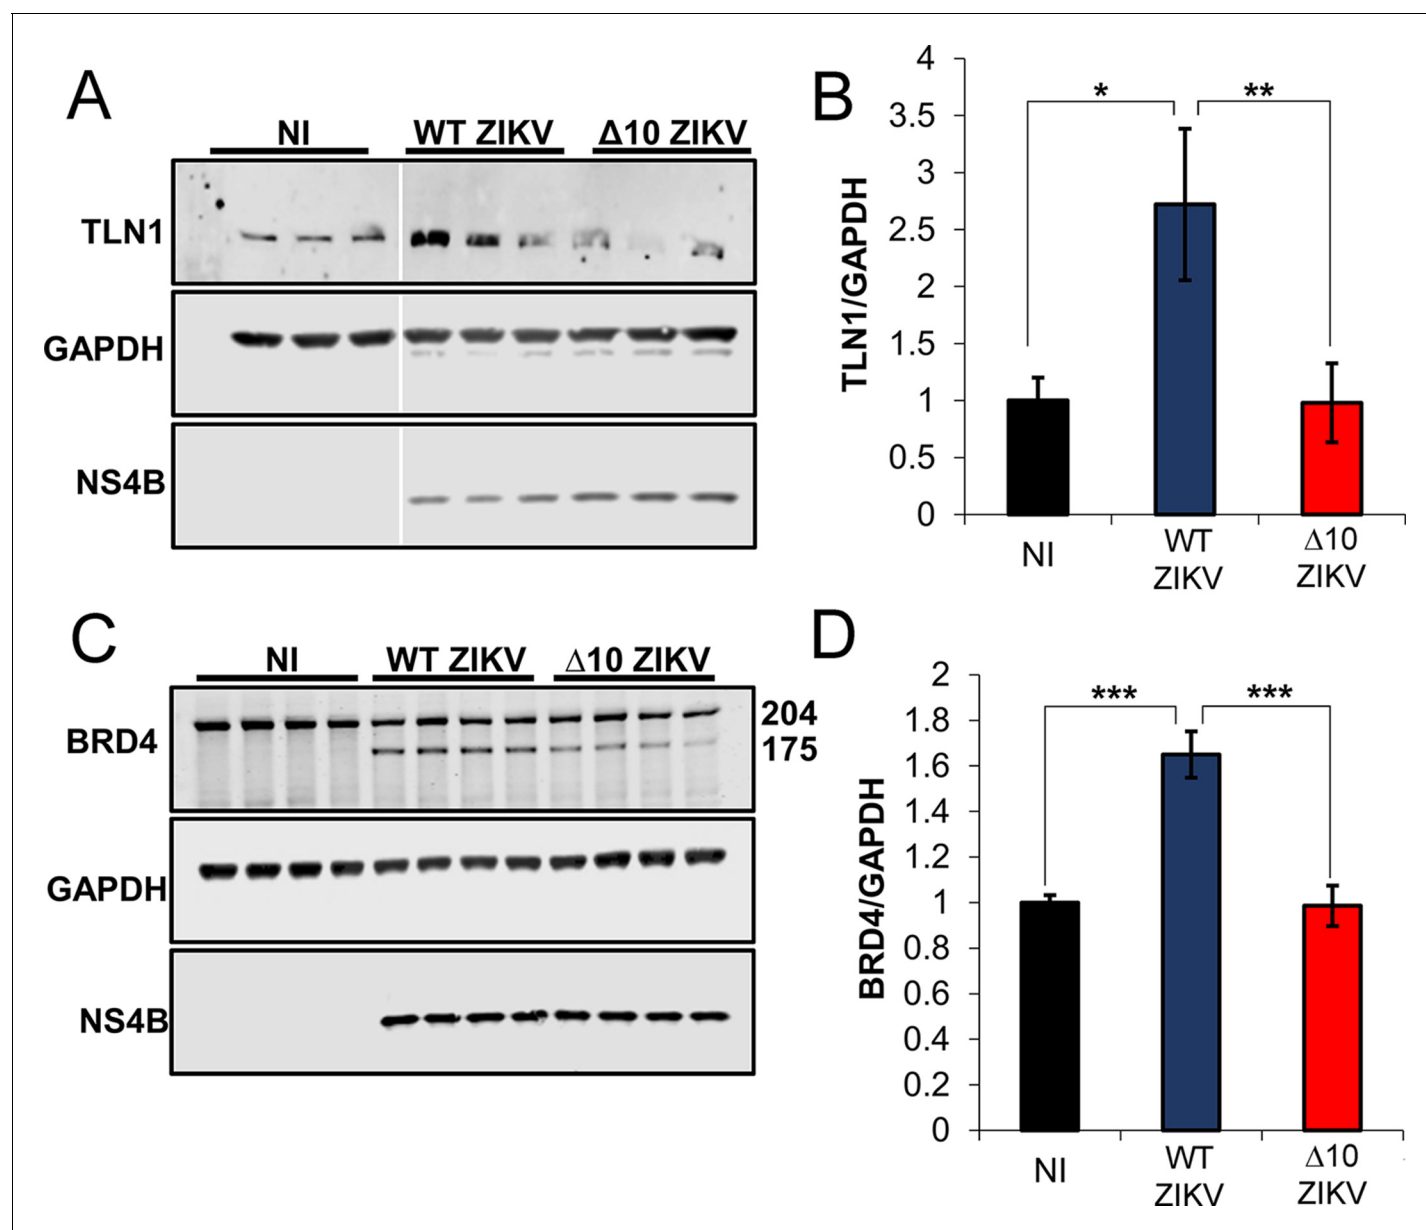 A
NI WT ZIKV Δ10 ZIKV
TLN1
GAPDH
NS4B
B
4
3.5
3
2.5
2
1.5
1
0.5
0
TLN1/GAPDH
* **
NI WT ZIKV Δ10 ZIKV
C
NI WT ZIKV Δ10 ZIKV
BRD4
204
175
GAPDH
NS4B
D
2
1.8
1.6
1.4
1.2
1
0.8
0.6
0.4
0.2
0
BRD4/GAPDH
*** ***
NI WT ZIKV Δ10 ZIKV